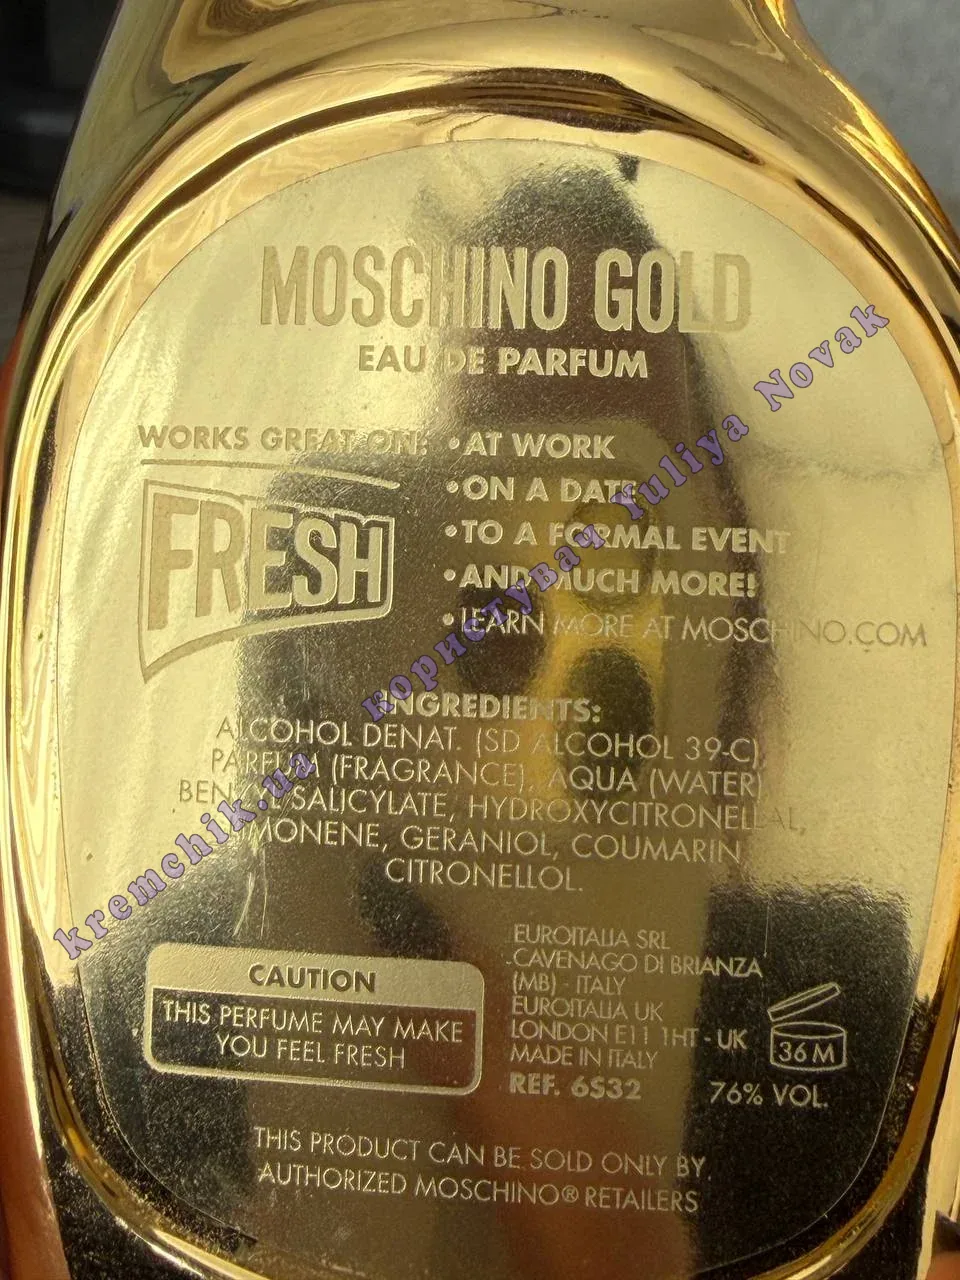 MOSCHINO GOLD
EAU DE PARFUM
WORKS GREAT ON:
FRESH
• AT WORK
• ON A DATE
• TO A FORMAL EVENT
• AND MUCH MORE!
• LEARN MORE AT MOSCHINO.COM
INGREDIENTS:
ALCOHOL DENAT. (SD ALCOHOL 39-C),
PARFUM (FRAGRANCE), AQUA (WATER)
BENZYL SALICYLATE, HYDROXYCITRONELLAL,
LIMONENE, GERANIOL, COUMARIN,
CITRONELLOL.
CAUTION
THIS PERFUME MAY MAKE
YOU FEEL FRESH
EUROITALIA SRL
CAVENAGO DI BRIANZA
(MB) - ITALY
EUROITALIA UK
LONDON E11 1HT - UK
MADE IN ITALY
REF. 6S32
36 M
76% VOL.
THIS PRODUCT CAN BE SOLD ONLY BY
AUTHORIZED MOSCHINO® RETAILERS
kremchik.ua користувач Yuliya Novak